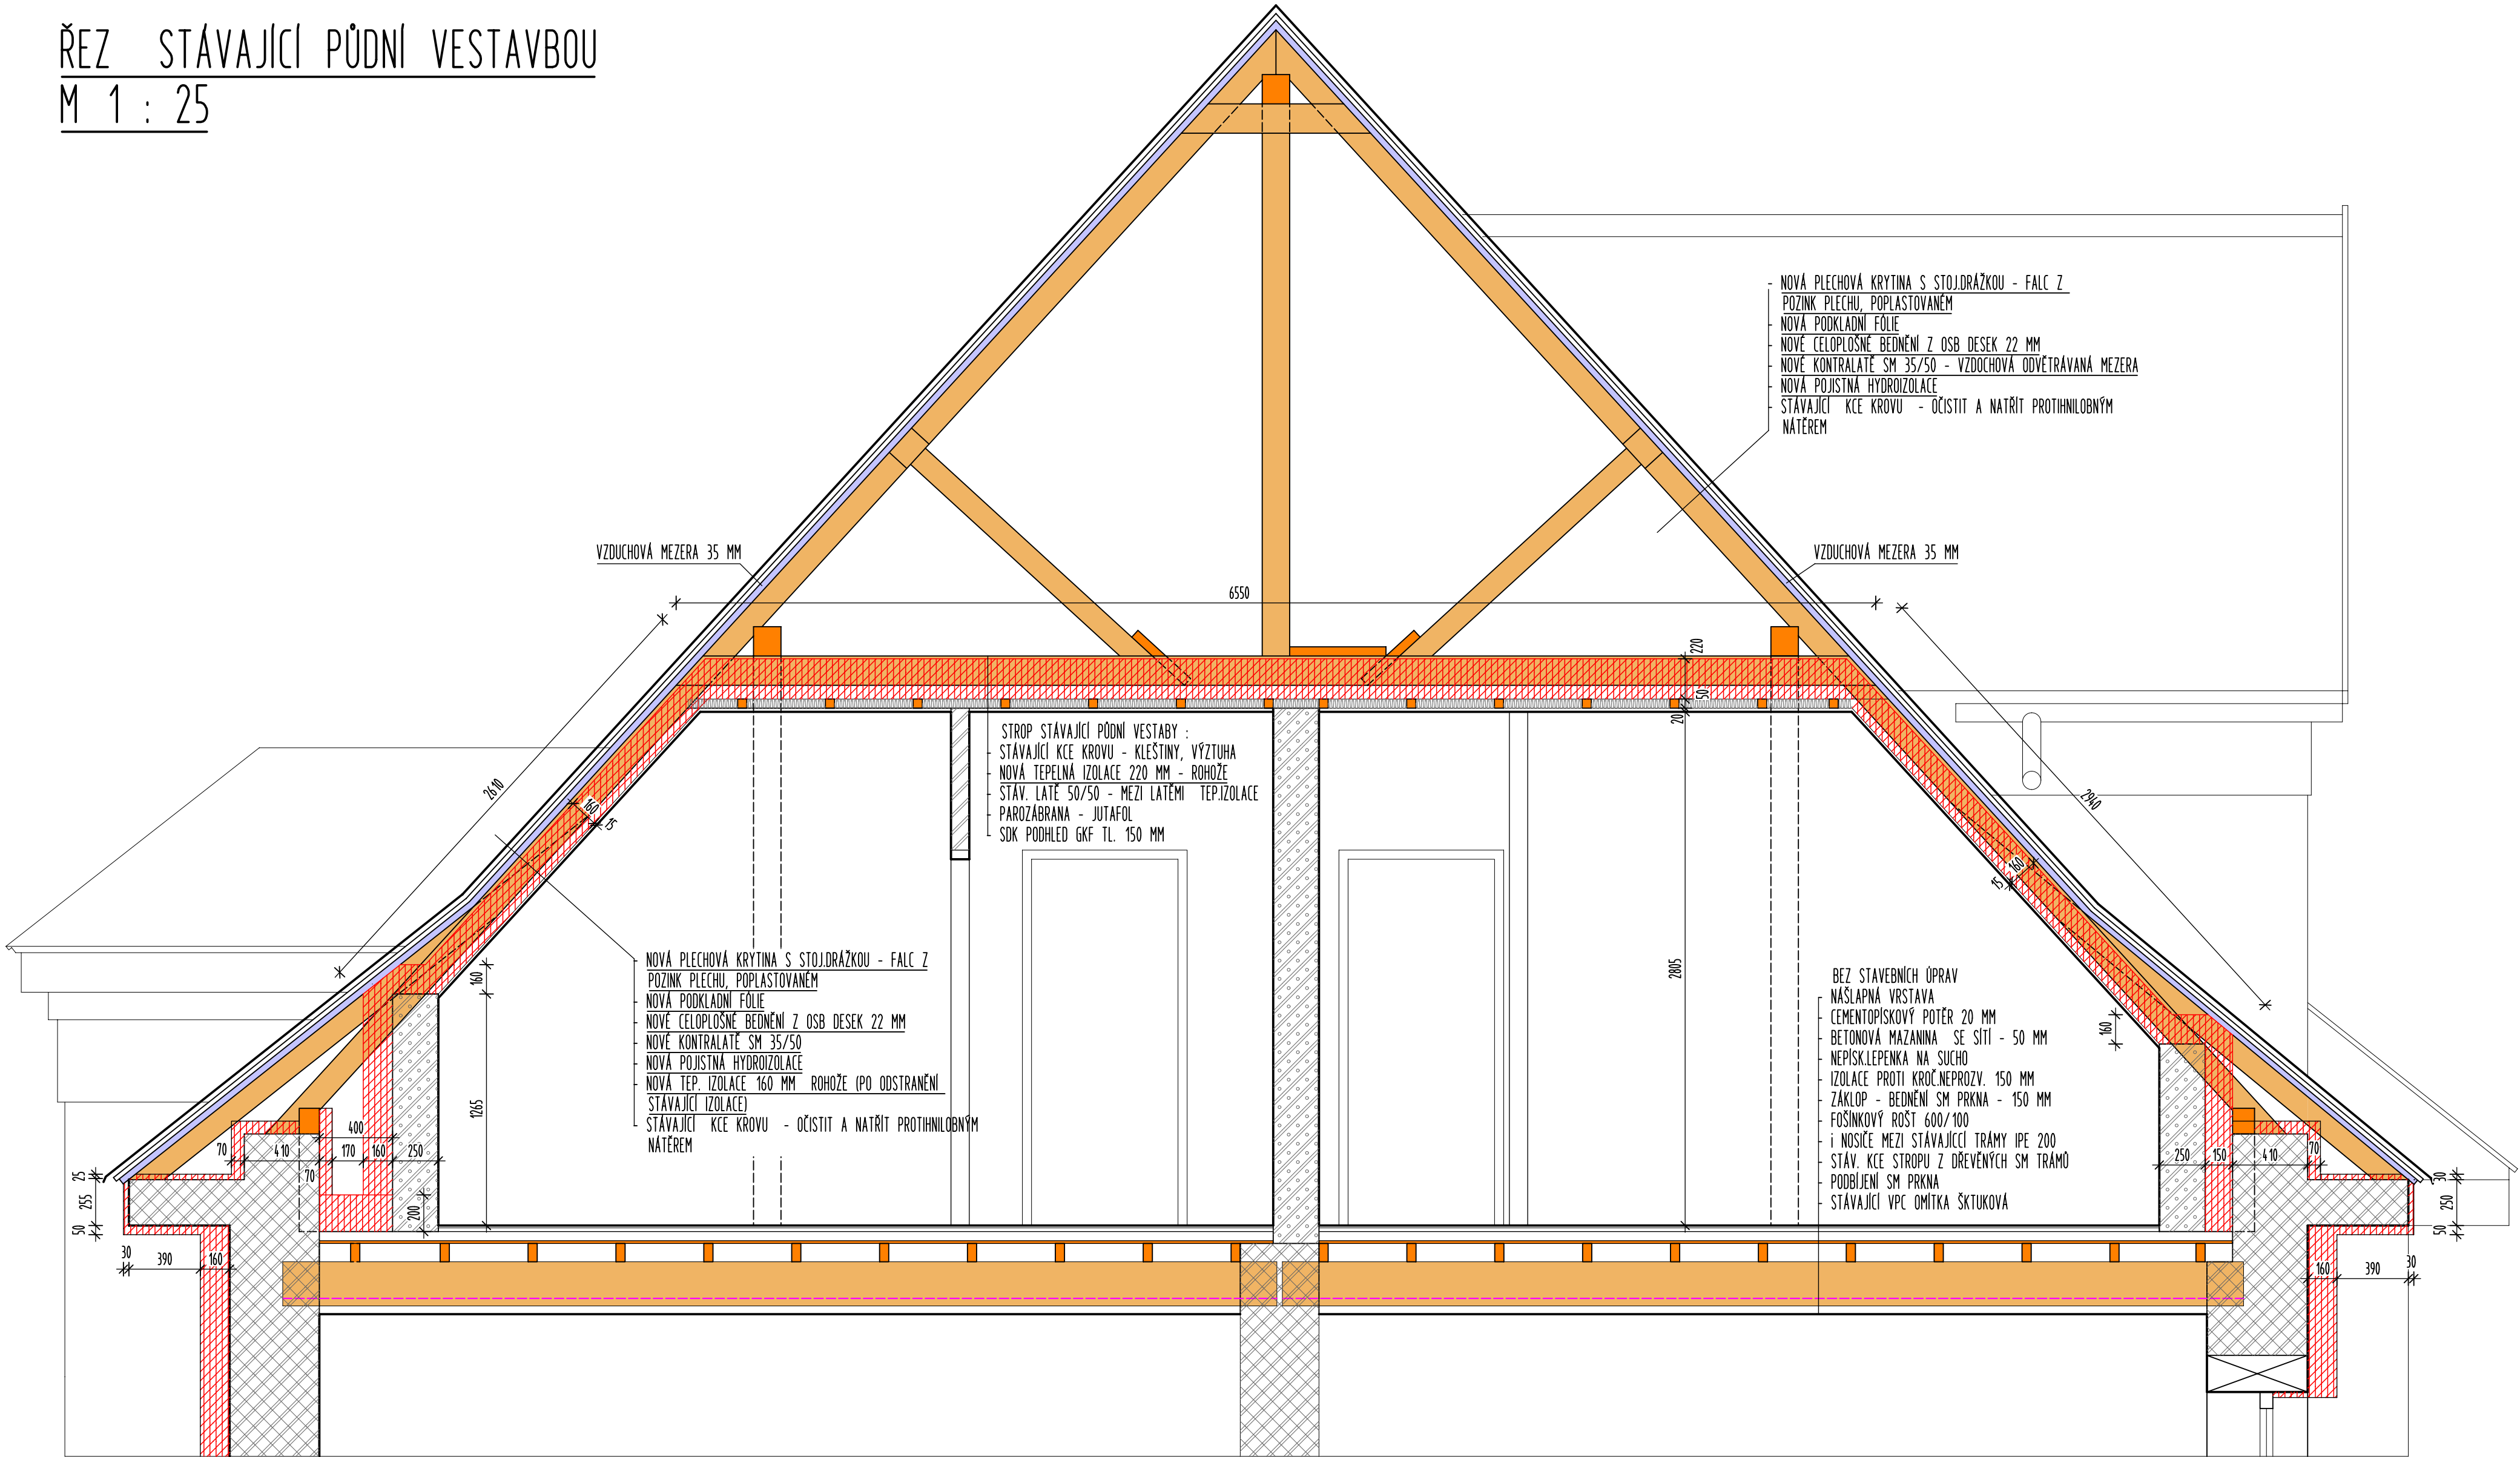 ŘEZ STÁVAJÍCÍ PŮDNÍ VESTAVBOU
M 1 : 25
- NOVÁ PLECHOVÁ KRYTINA S STOJ.DRÁŽKOU - FALC Z
POZINK PLECHU, POPLASTOVANÉM
- NOVÁ PODKLADNÍ FÓLIE
- NOVÉ CELOPLOŠNÉ BEDNĚNÍ Z OSB DESEK 22 MM
- NOVÉ KONTRALATĚ SM 35/50 - VZDOCHOVÁ ODVĚTRÁVANÁ MEZERA
- NOVÁ POJISTNÁ HYDROIZOLACE
- STÁVAJÍCÍ KCE KROVU - OČISTIT A NATŘÍT PROTIHNILOBNÝM
NÁTĚREM
VZDUCHOVÁ MEZERA 35 MM
VZDUCHOVÁ MEZERA 35 MM
6550
220
50
20
2610
2940
160
15
160
15
STROP STÁVAJÍCÍ PŮDNÍ VESTABY :
- STÁVAJÍCÍ KCE KROVU - KLEŠTINY, VÝZTUHA
- NOVÁ TEPELNÁ IZOLACE 220 MM - ROHOŽE
- STÁV. LATĚ 50/50 - MEZI LATĚMI TEP.IZOLACE
- PAROZÁBRANA - JUTAFOL
- SDK PODHLED GKF TL. 150 MM
- NOVÁ PLECHOVÁ KRYTINA S STOJ.DRÁŽKOU - FALC Z
POZINK PLECHU, POPLASTOVANÉM
- NOVÁ PODKLADNÍ FÓLIE
- NOVÉ CELOPLOŠNÉ BEDNĚNÍ Z OSB DESEK 22 MM
- NOVÉ KONTRALATĚ SM 35/50
- NOVÁ POJISTNÁ HYDROIZOLACE
- NOVÁ TEP. IZOLACE 160 MM ROHOŽE (PO ODSTRANĚNÍ
STÁVAJÍCÍ IZOLACE)
- STÁVAJÍCÍ KCE KROVU - OČISTIT A NATŘÍT PROTIHNILOBNÝM
NÁTĚREM
160
1265
2805
160
BEZ STAVEBNÍCH ÚPRAV
- NÁŠLAPNÁ VRSTAVA
- CEMENTOPÍSKOVÝ POTĚR 20 MM
- BETONOVÁ MAZANINA SE SÍTÍ - 50 MM
- NEPÍSK.LEPENKA NA SUCHO
- IZOLACE PROTI KROČ.NEPROZV. 150 MM
- ZÁKLOP - BEDNĚNÍ SM PRKNA - 150 MM
- FOŠÍNKOVÝ ROŠT 600/100
- i NOSIČE MEZI STÁVAJÍCCÍ TRÁMY IPE 200
- STÁV. KCE STROPU Z DŘEVĚNÝCH SM TRÁMŮ
- PODBÍJENÍ SM PRKNA
- STÁVAJÍCÍ VPC OMÍTKA ŠKTUKOVÁ
400
70 410 170 160 250
70
200
25
255
50
30 390 160
250 150 410 70
30
250
50
160 390 30